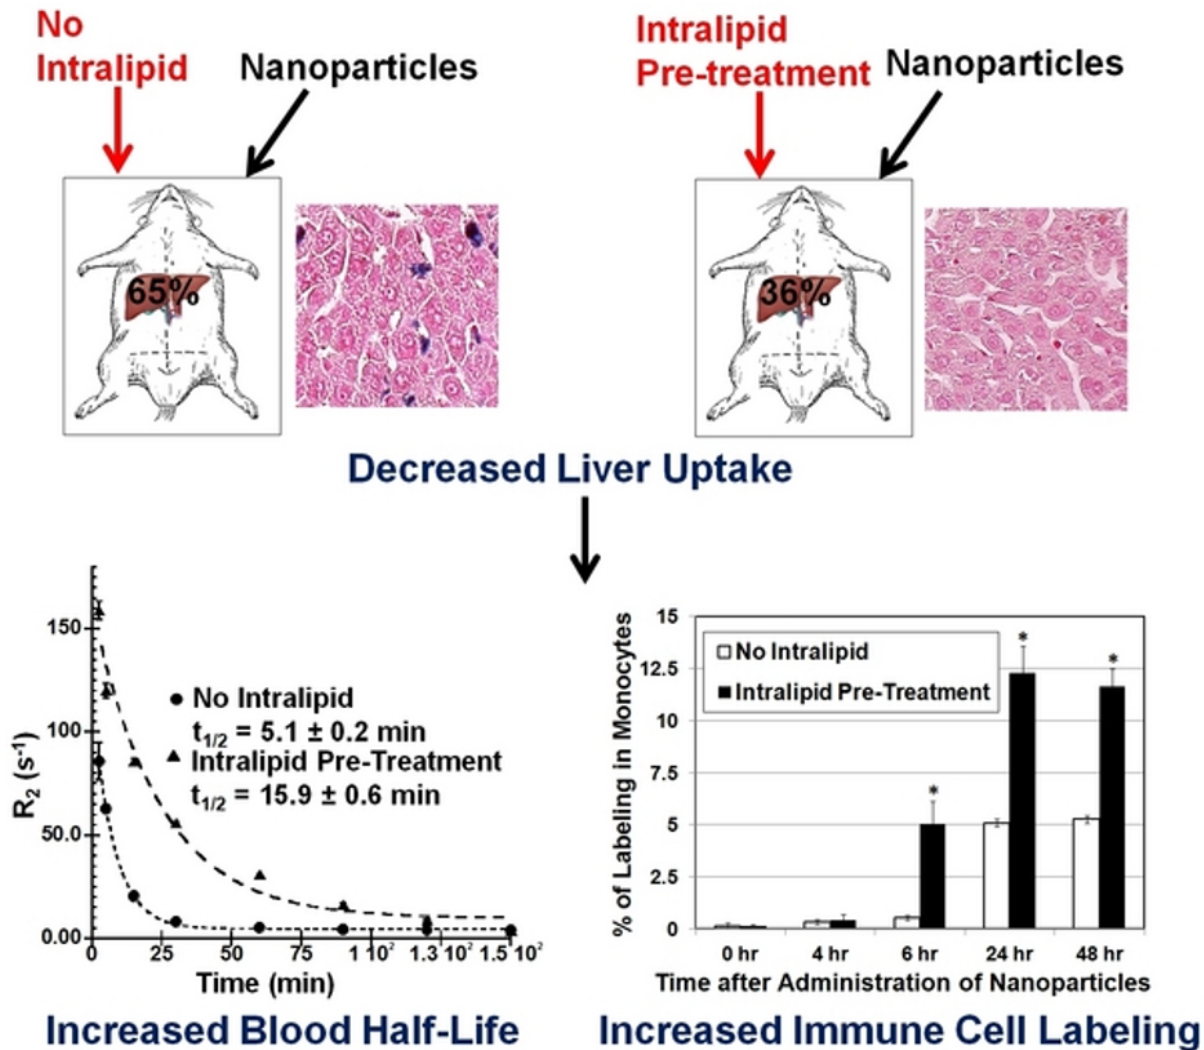 No
Intralipid
Nanoparticles
Intralipid
Pre-treatment
Nanoparticles
65%
36%
Decreased Liver Uptake
150
100
50.0
0.00
R₂ (s⁻¹)
No Intralipid
t₁/₂ = 5.1 ± 0.2 min
Intralipid Pre-Treatment
t₁/₂ = 15.9 ± 0.6 min
0 25 50 75 1 10² 1.3 10² 1.5 10²
Time (min)
Increased Blood Half-Life
% of Labeling in Monocytes
15
12.5
10
7.5
5
2.5
0
No Intralipid
Intralipid Pre-Treatment
* * *
0 hr 4 hr 6 hr 24 hr 48 hr
Time after Administration of Nanoparticles
Increased Immune Cell Labeling